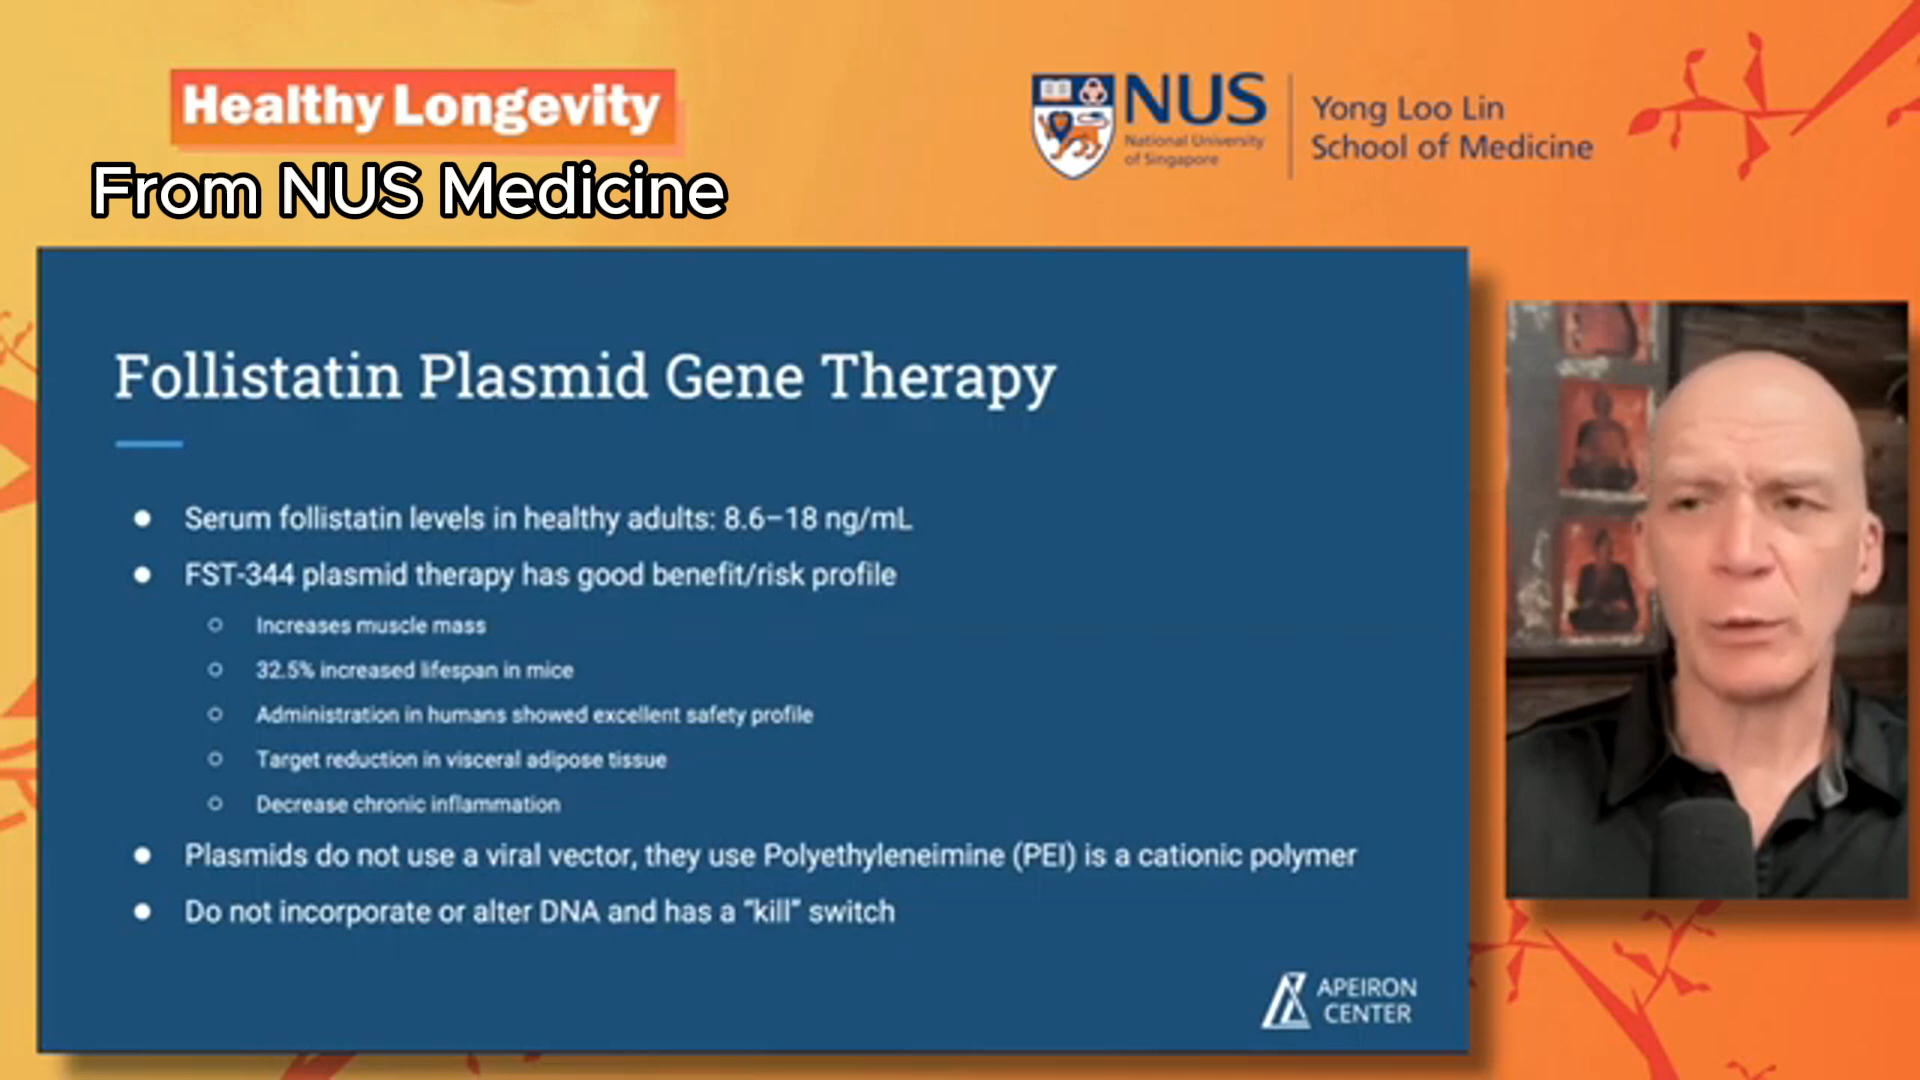 Healthy Longevity
From NUS Medicine
NUS
National University
of Singapore
Yong Loo Lin
School of Medicine
Follistatin Plasmid Gene Therapy
● Serum follistatin levels in healthy adults: 8.6–18 ng/mL
● FST-344 plasmid therapy has good benefit/risk profile
○ Increases muscle mass
○ 32.5% increased lifespan in mice
○ Administration in humans showed excellent safety profile
○ Target reduction in visceral adipose tissue
○ Decrease chronic inflammation
● Plasmids do not use a viral vector, they use Polyethyleneimine (PEI) is a cationic polymer
● Do not incorporate or alter DNA and has a “kill” switch
APEIRON
CENTER